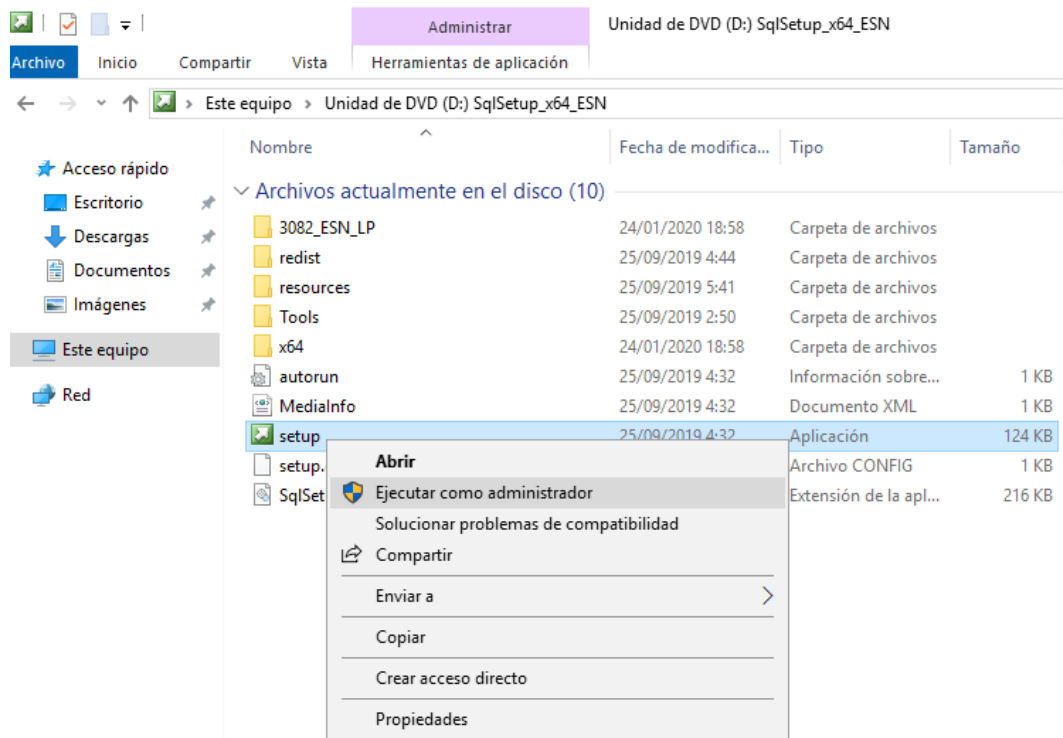 Administrar
Unidad de DVD (D:) SqlSetup_x64_ESN
Archivo Inicio Compartir Vista Herramientas de aplicación
Este equipo > Unidad de DVD (D:) SqlSetup_x64_ESN
Nombre Fecha de modifica... Tipo Tamaño
Acceso rápido
Escritorio
Descargas
Documentos
Imágenes
Este equipo
Red
Archivos actualmente en el disco (10)
3082_ESN_LP 24/01/2020 18:58 Carpeta de archivos
redist 25/09/2019 4:44 Carpeta de archivos
resources 25/09/2019 5:41 Carpeta de archivos
Tools 25/09/2019 2:50 Carpeta de archivos
x64 24/01/2020 18:58 Carpeta de archivos
autorun 25/09/2019 4:32 Información sobre... 1 KB
MediaInfo 25/09/2019 4:32 Documento XML 1 KB
setup 25/09/2019 4:32 Aplicación 124 KB
setup. Archivo CONFIG 1 KB
SqlSet Extensión de la apl... 216 KB
Abrir
Ejecutar como administrador
Solucionar problemas de compatibilidad
Compartir
Enviar a
Copiar
Crear acceso directo
Propiedades